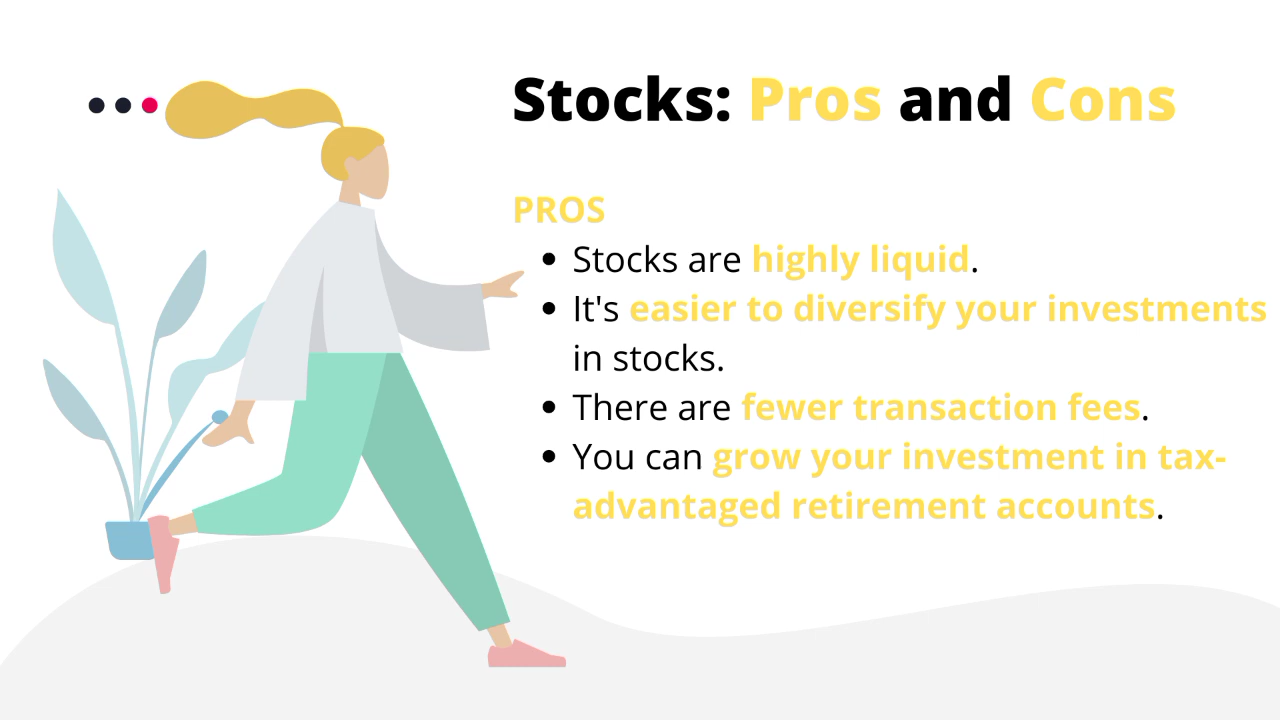 Stocks: Pros and Cons
PROS
• Stocks are highly liquid.
• It's easier to diversify your investments
in stocks.
• There are fewer transaction fees.
• You can grow your investment in tax-
advantaged retirement accounts.